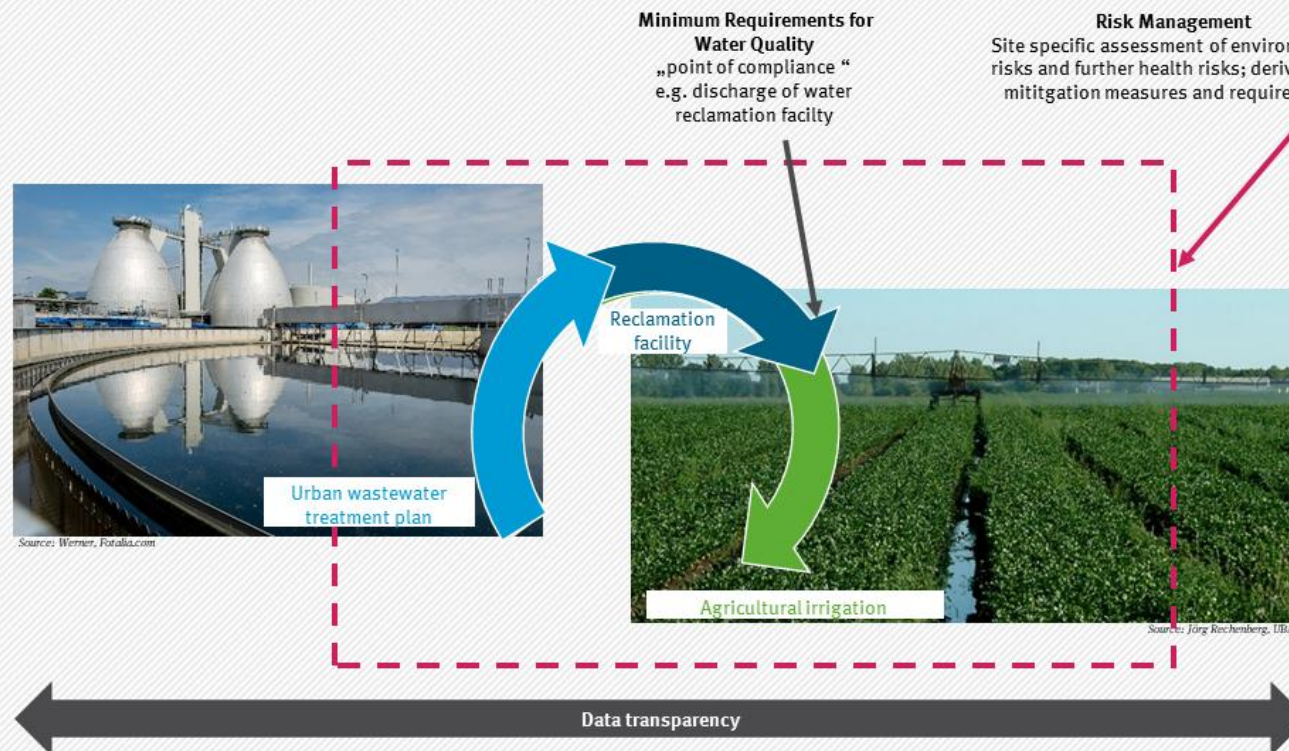 Minimum Requirements for
Water Quality
„point of compliance “
e.g. discharge of water
reclamation facilty
Risk Management
Site specific assessment of environ
risks and further health risks; deriv
mititgation measures and require
Reclamation
facility
Urban wastewater
treatment plan
Source: Werner, Fotalia.com
Agricultural irrigation
Source: Jörg Rechenberg, UBA
Data transparency